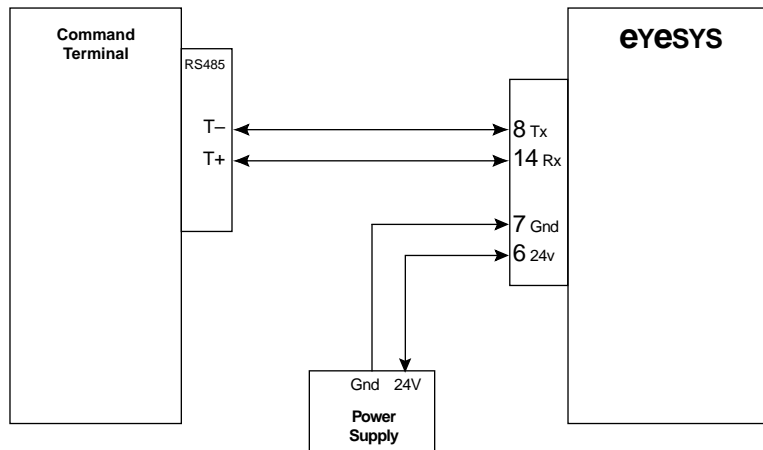 Command
Terminal
RS485
T–
T+
eYeSYS
8 Tx
14 Rx
7 Gnd
6 24v
Gnd 24V
Power
Supply